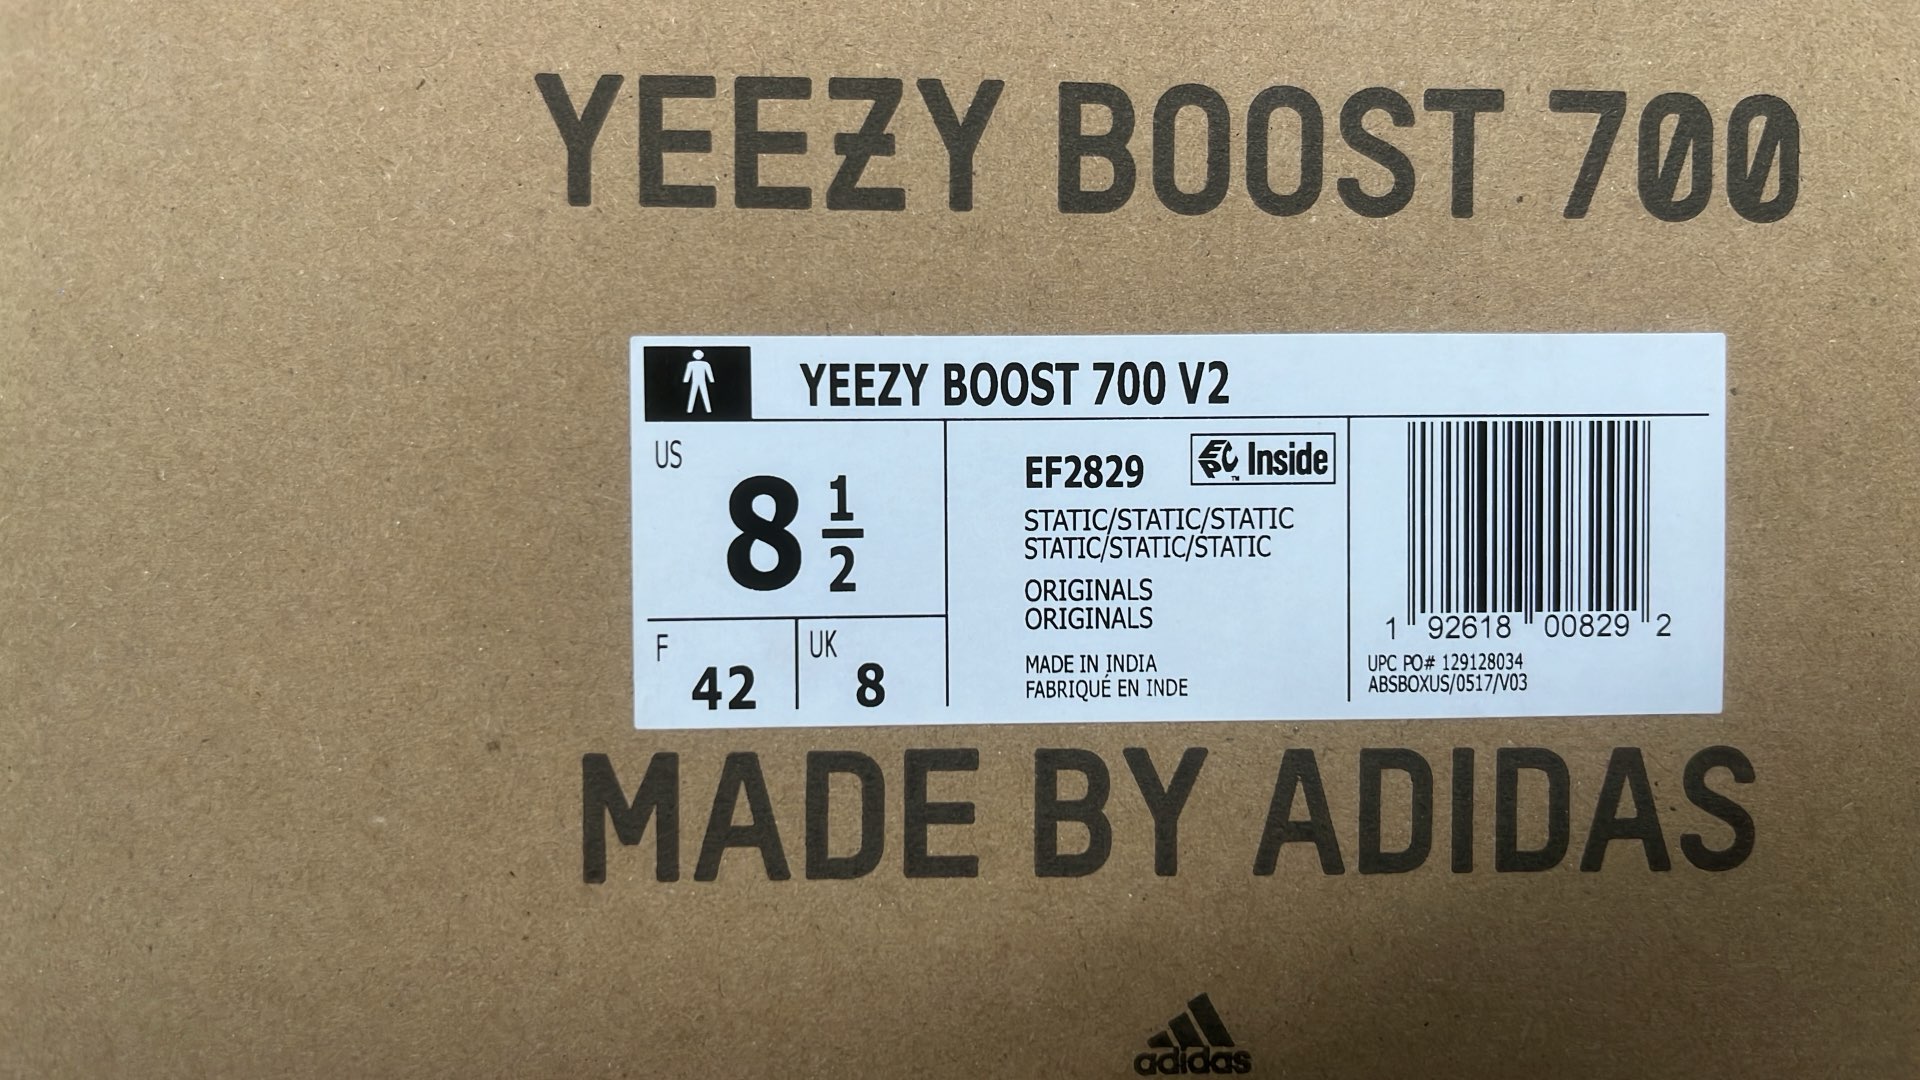 YEEZY BOOST 700
YEEZY BOOST 700 V2
US
8 1/2
F
42
UK
8
EF2829
EPC™ Inside
STATIC/STATIC/STATIC
STATIC/STATIC/STATIC
ORIGINALS
ORIGINALS
MADE IN INDIA
FABRIQUÉ EN INDE
1 92618 00829 2
UPC PO# 129128034
ABSBOXUS/0517/V03
MADE BY ADIDAS
adidas